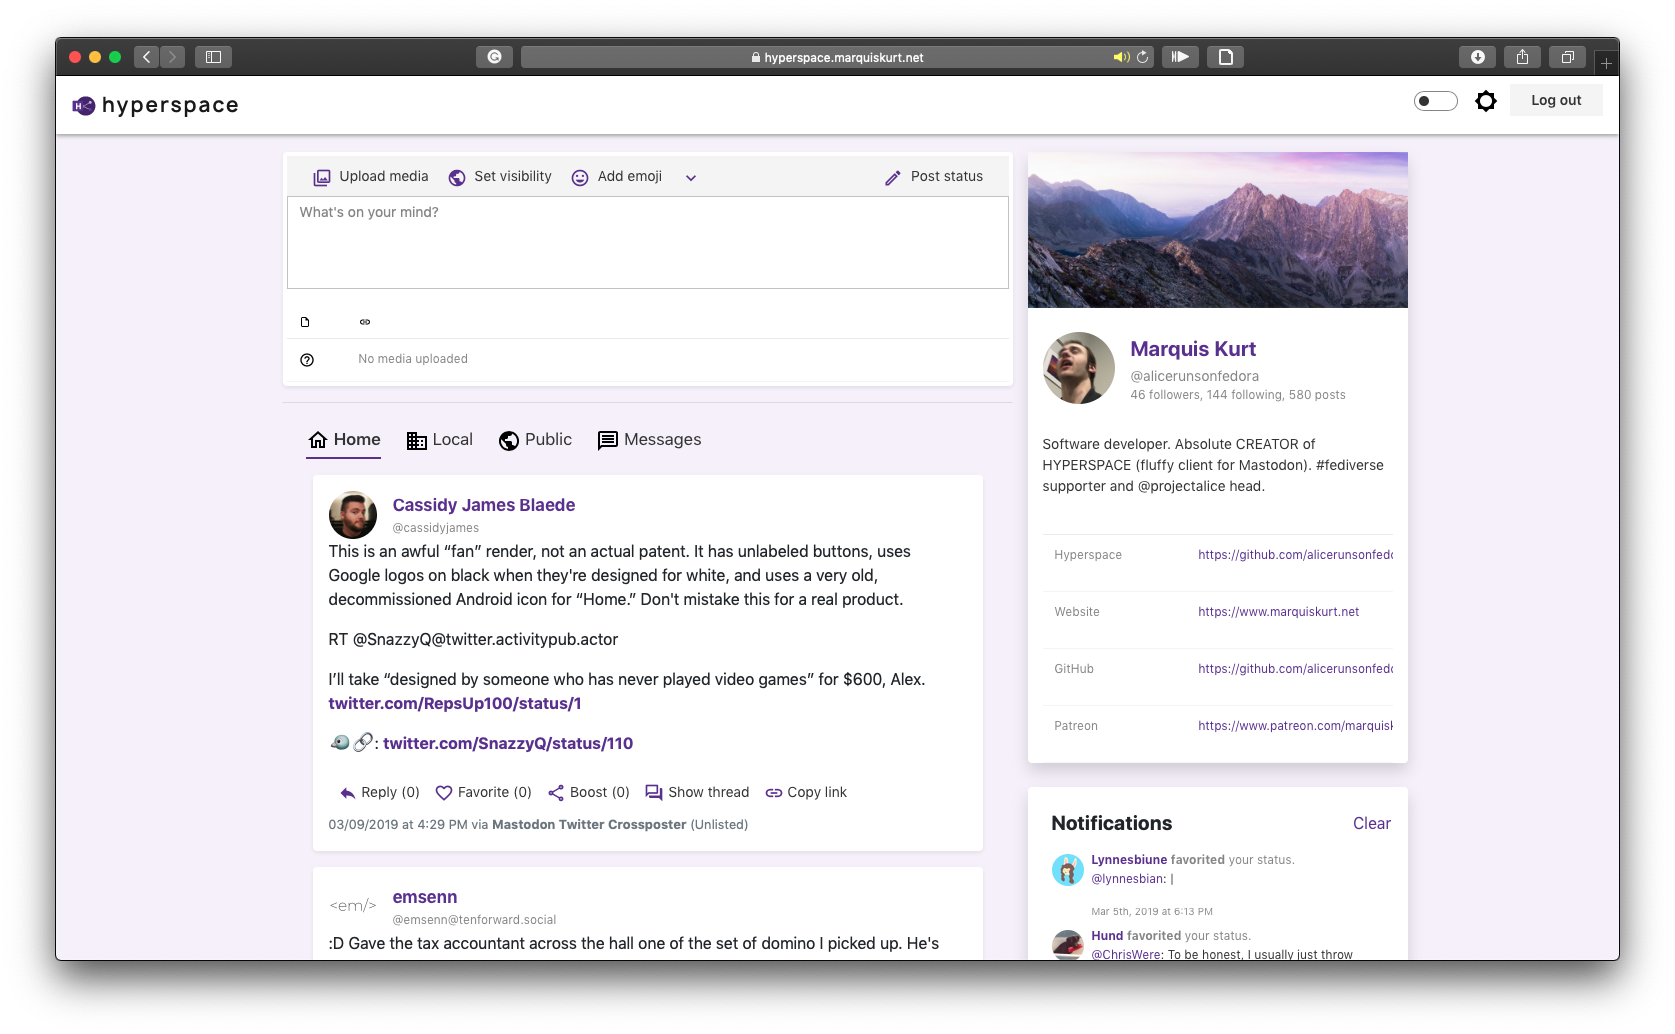 hyperspace.marquiskurt.net
hyperspace
Log out
Upload media
Set visibility
Add emoji
Post status
What's on your mind?
No media uploaded
Home
Local
Public
Messages
Cassidy James Blaede
@cassidyjames
This is an awful “fan” render, not an actual patent. It has unlabeled buttons, uses
Google logos on black when they're designed for white, and uses a very old,
decommissioned Android icon for “Home.” Don't mistake this for a real product.
RT @SnazzyQ@twitter.activitypub.actor
I’ll take “designed by someone who has never played video games” for $600, Alex.
twitter.com/RepsUp100/status/1
: twitter.com/SnazzyQ/status/110
Reply (0)
Favorite (0)
Boost (0)
Show thread
Copy link
03/09/2019 at 4:29 PM via Mastodon Twitter Crossposter (Unlisted)
<em/>
emsenn
@emsenn@tenforward.social
:D Gave the tax accountant across the hall one of the set of domino I picked up. He's
Marquis Kurt
@alicerunsonfedora
46 followers, 144 following, 580 posts
Software developer. Absolute CREATOR of
HYPERSPACE (fluffy client for Mastodon). #fediverse
supporter and @projectalice head.
Hyperspace https://github.com/alicerunsonfedo
Website https://www.marquiskurt.net
GitHub https://github.com/alicerunsonfedo
Patreon https://www.patreon.com/marquisk
Notifications
Clear
Lynnesbiune favorited your status.
@lynnesbian: |
Mar 5th, 2019 at 6:13 PM
Hund favorited your status.
@ChrisWere: To be honest, I usually just throw